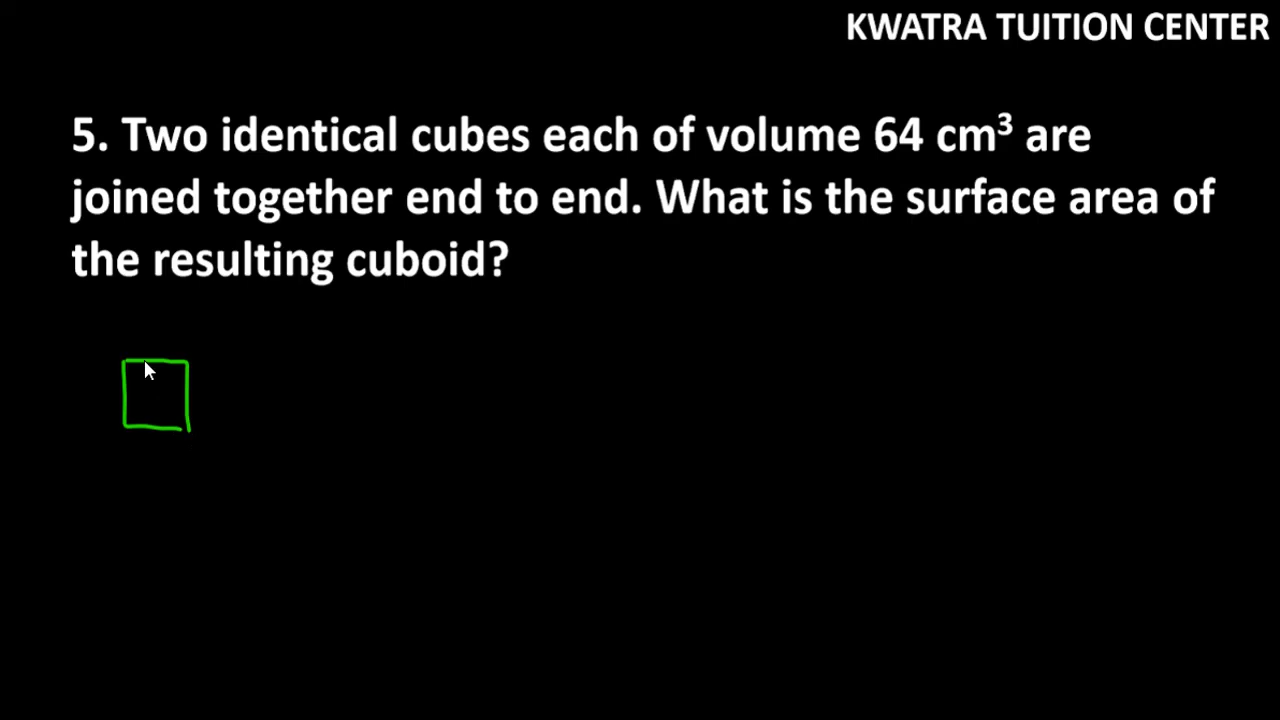 KWATRA TUITION CENTER
5. Two identical cubes each of volume 64 cm³ are
joined together end to end. What is the surface area of
the resulting cuboid?